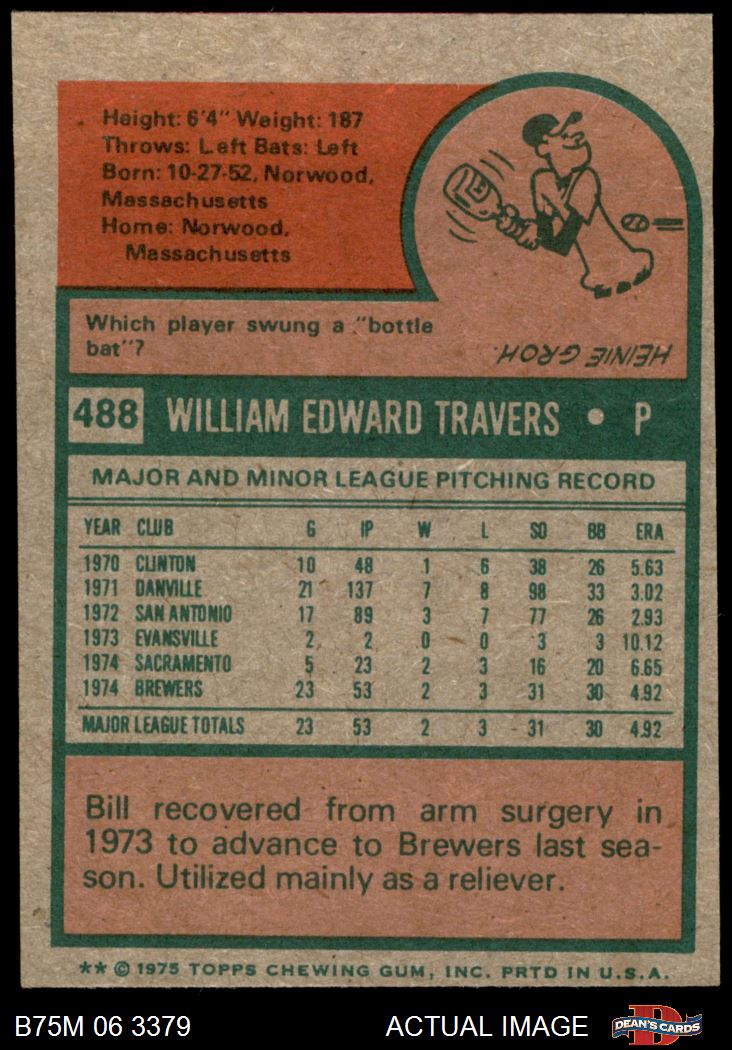 Height: 6'4" Weight: 187
Throws: Left Bats: Left
Born: 10-27-52, Norwood,
Massachusetts
Home: Norwood,
Massachusetts
Which player swung a "bottle
bat"?
HEINIE GROH.
488 WILLIAM EDWARD TRAVERS • P
MAJOR AND MINOR LEAGUE PITCHING RECORD
YEAR CLUB G IP W L SO BB ERA
1970 CLINTON 10 48 1 6 38 26 5.63
1971 DANVILLE 21 137 7 8 98 33 3.02
1972 SAN ANTONIO 17 89 3 7 77 26 2.93
1973 EVANSVILLE 2 2 0 0 3 3 10.12
1974 SACRAMENTO 5 23 2 3 16 20 6.65
1974 BREWERS 23 53 2 3 31 30 4.92
MAJOR LEAGUE TOTALS 23 53 2 3 31 30 4.92
Bill recovered from arm surgery in
1973 to advance to Brewers last sea-
son. Utilized mainly as a reliever.
** © 1975 TOPPS CHEWING GUM, INC. PRTD IN U.S.A.
B75M 06 3379 ACTUAL IMAGE DEAN'S CARDS